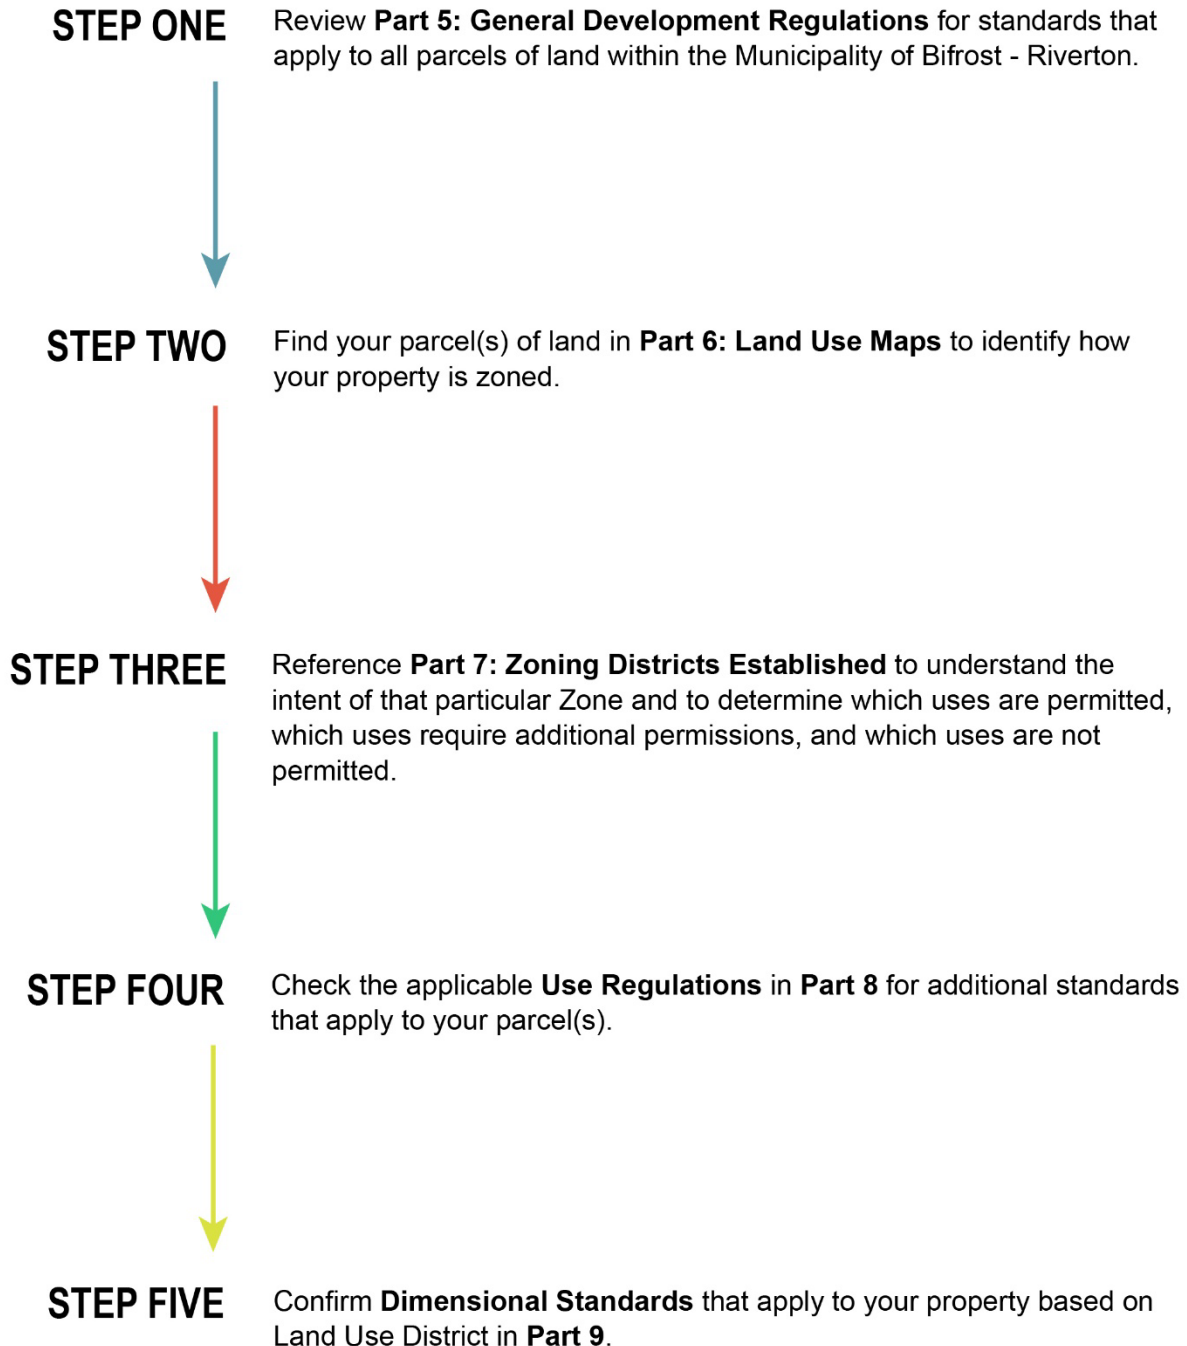 STEP ONE
Review Part 5: General Development Regulations for standards that
apply to all parcels of land within the Municipality of Bifrost - Riverton.
STEP TWO
Find your parcel(s) of land in Part 6: Land Use Maps to identify how
your property is zoned.
STEP THREE
Reference Part 7: Zoning Districts Established to understand the
intent of that particular Zone and to determine which uses are permitted,
which uses require additional permissions, and which uses are not
permitted.
STEP FOUR
Check the applicable Use Regulations in Part 8 for additional standards
that apply to your parcel(s).
STEP FIVE
Confirm Dimensional Standards that apply to your property based on
Land Use District in Part 9.